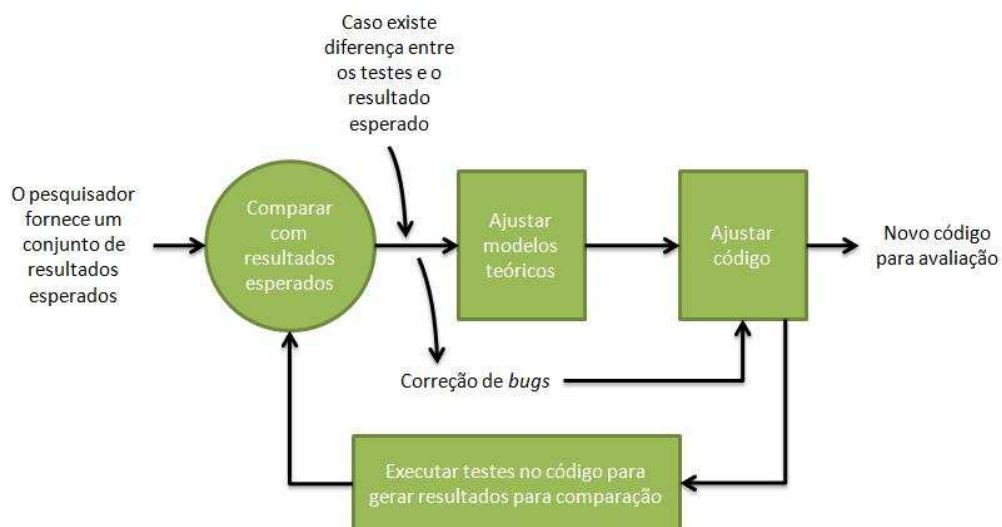 Caso existe
diferença entre
os testes e o
resultado
esperado
O pesquisador
fornece um
conjunto de
resultados
esperados
Comparar
com
resultados
esperados
Ajustar
modelos
teóricos
Ajustar
código
Novo código
para avaliação
Correção de bugs
Executar testes no código para
gerar resultados para comparação